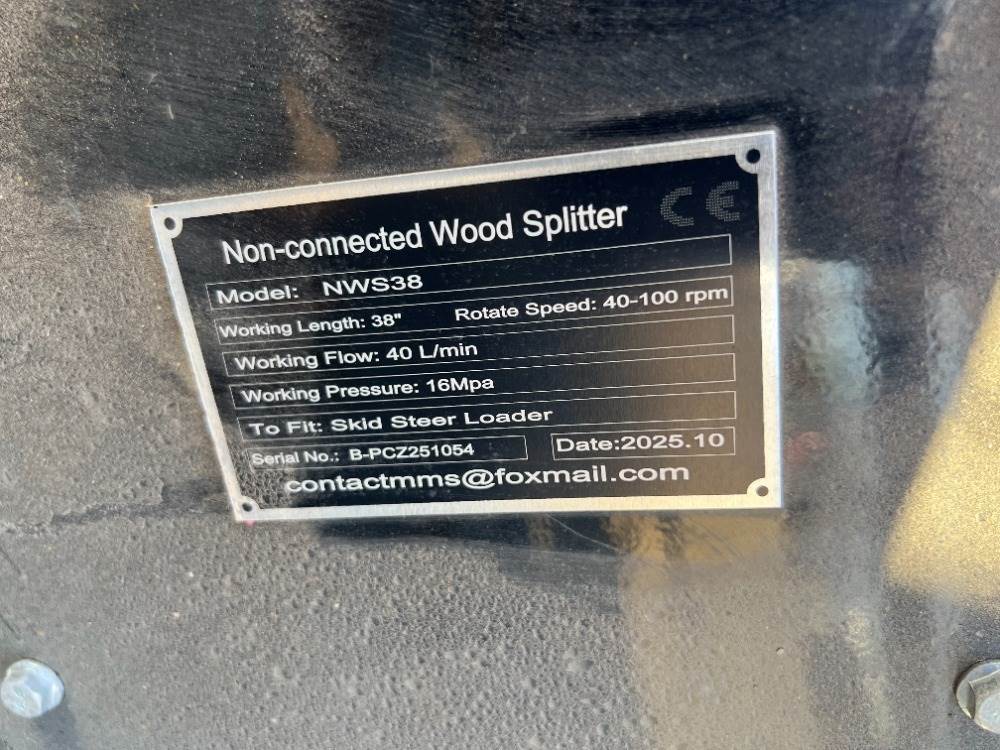 Non-connected Wood Splitter CE
Model: NWS38
Working Length: 38" Rotate Speed: 40-100 rpm
Working Flow: 40 L/min
Working Pressure: 16Mpa
To Fit: Skid Steer Loader
Serial No.: B-PCZ251054 Date:2025.10
contactmms@foxmail.com